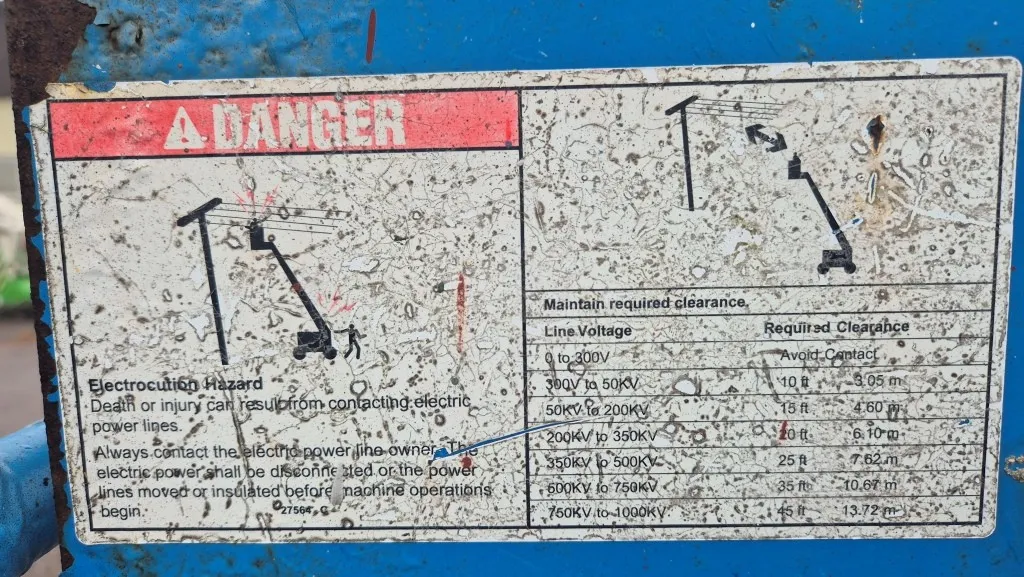 DANGER
Electrocution Hazard
Death or injury can result from contacting electric
power lines.
Always contact the electric power line owner. The
electric power shall be disconnected or the power
lines moved or insulated before machine operations
begin.
27564 C
Maintain required clearance.
Line Voltage Required Clearance
0 to 300V Avoid Contact
300V to 50KV 10 ft 3.05 m
50KV to 200KV 15 ft 4.60 m
200KV to 350KV 20 ft 6.10 m
350KV to 500KV 25 ft 7.62 m
500KV to 750KV 35 ft 10.67 m
750KV to 1000KV 45 ft 13.72 m